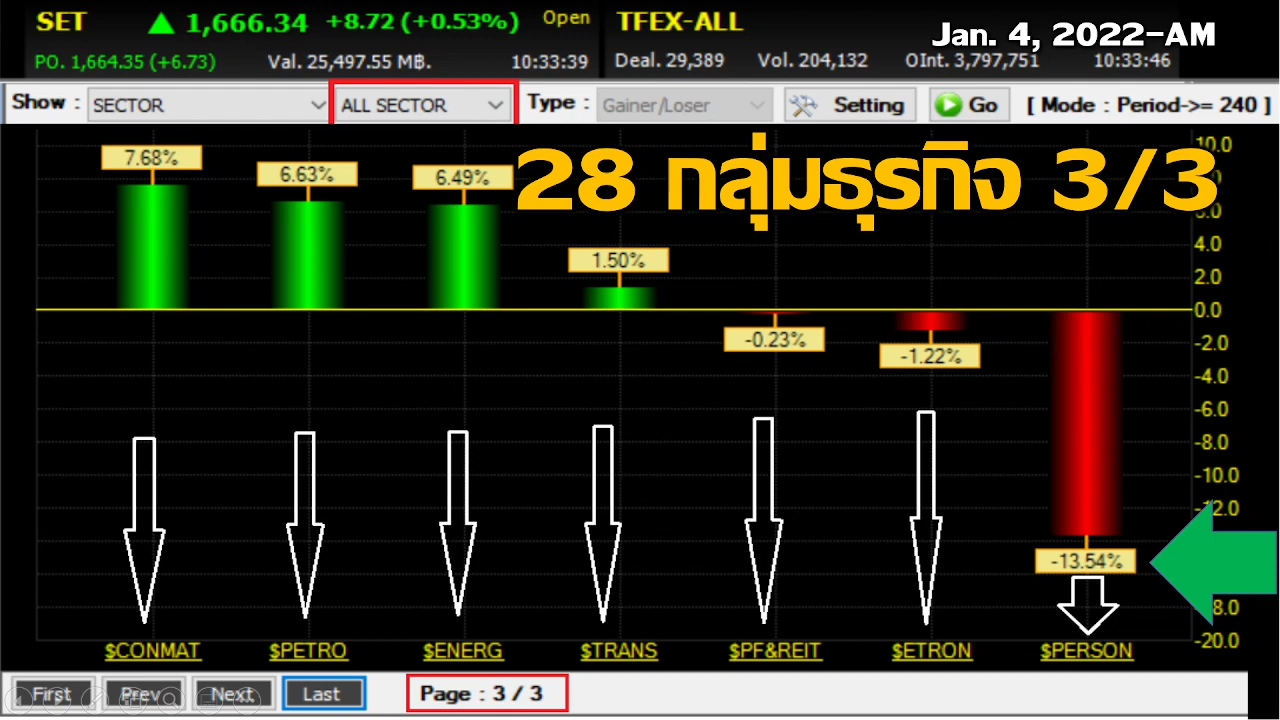 SET ▲ 1,666.34 +8.72 (+0.53%) Open TFEX-ALL
Jan. 4, 2022-AM
PO. 1,664.35 (+6.73) Val. 25,497.55 M฿. 10:33:39 Deal. 29,389 Vol. 204,132 OInt. 3,797,751 10:33:46
Show : SECTOR ALL SECTOR Type : Gainer/Loser Setting Go [ Mode : Period->= 240 ]
28 กลุ่มธุรกิจ 3/3
7.68%
6.63%
6.49%
1.50%
-0.23%
-1.22%
-13.54%
10.0
4.0
2.0
0.0
-2.0
-4.0
-6.0
-8.0
-10.0
-20.0
$CONMAT $PETRO $ENERG $TRANS $PF&REIT $ETRON $PERSON
First Prev Next Last Page : 3 / 3